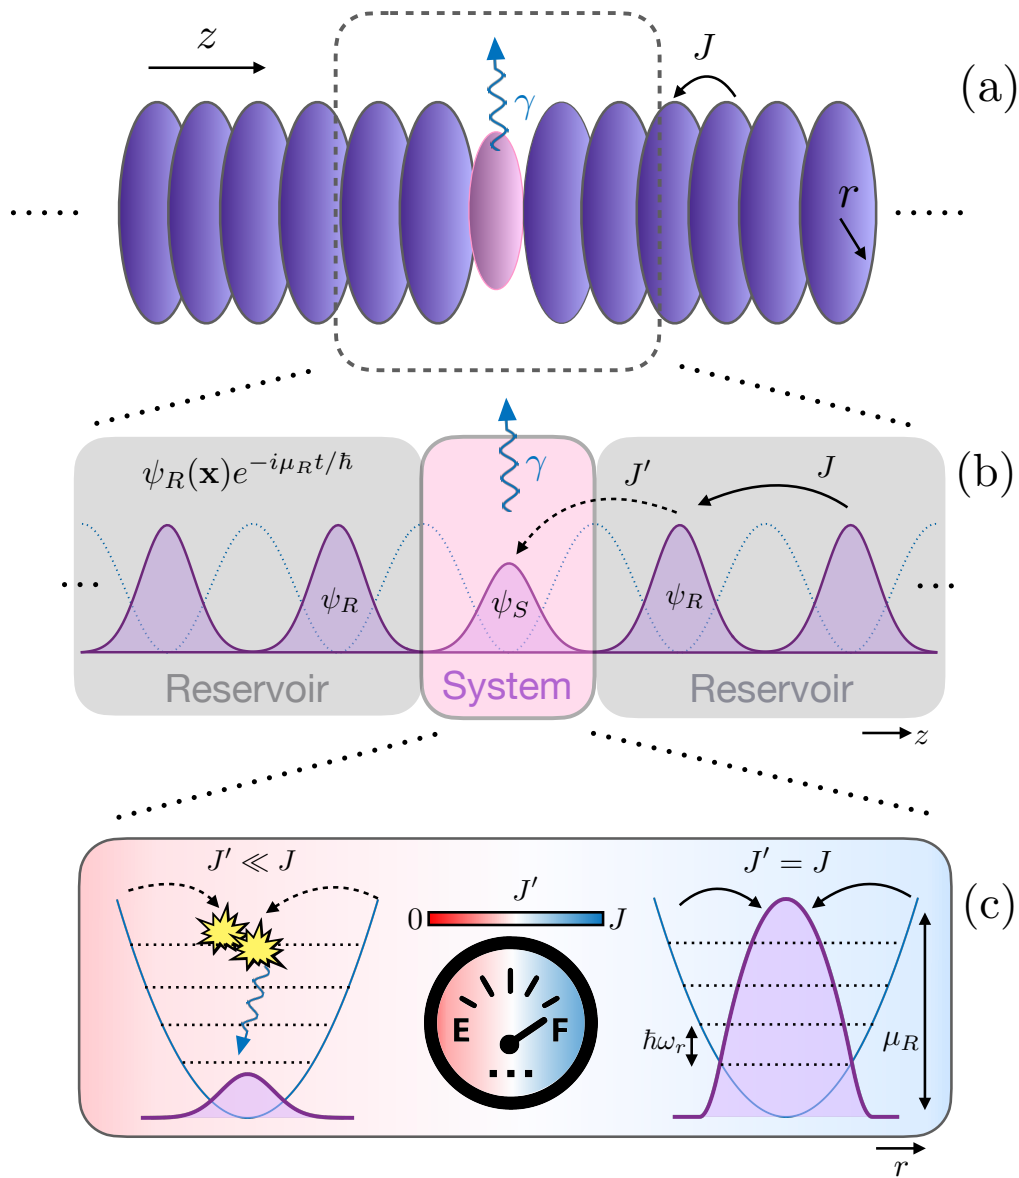 z
J
(a)
γ
r
ψ_R(x)e^{-iμ_R t/ħ}
γ
J′
J
(b)
ψ_R
ψ_S
ψ_R
Reservoir
System
Reservoir
z
J′ ≪ J
J′
J′ = J
(c)
0
J
E
F
ħω_r
μ_R
r